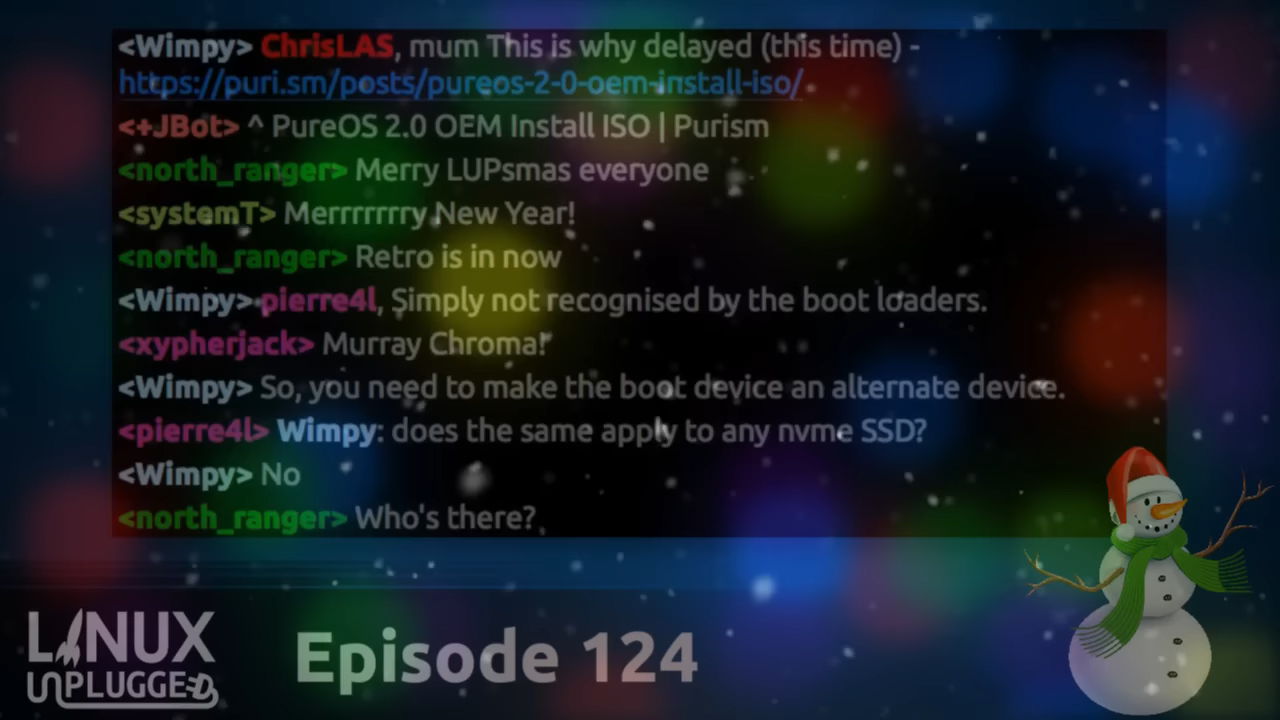 <Wimpy> ChrisLAS, mum This is why delayed (this time) -
https://puri.sm/posts/pureos-2-0-oem-install-iso/
<+JBot> ^ PureOS 2.0 OEM Install ISO | Purism
<north_ranger> Merry LUPsmas everyone
<systemT> Merrrrrrry New Year!
<north_ranger> Retro is in now
<Wimpy> pierre4l, Simply not recognised by the boot loaders.
<xypherjack> Murray Chroma!
<Wimpy> So, you need to make the boot device an alternate device.
<pierre4l> Wimpy: does the same apply to any nvme SSD?
<Wimpy> No
<north_ranger> Who's there?
LINUX
UNPLUGGED
Episode 124